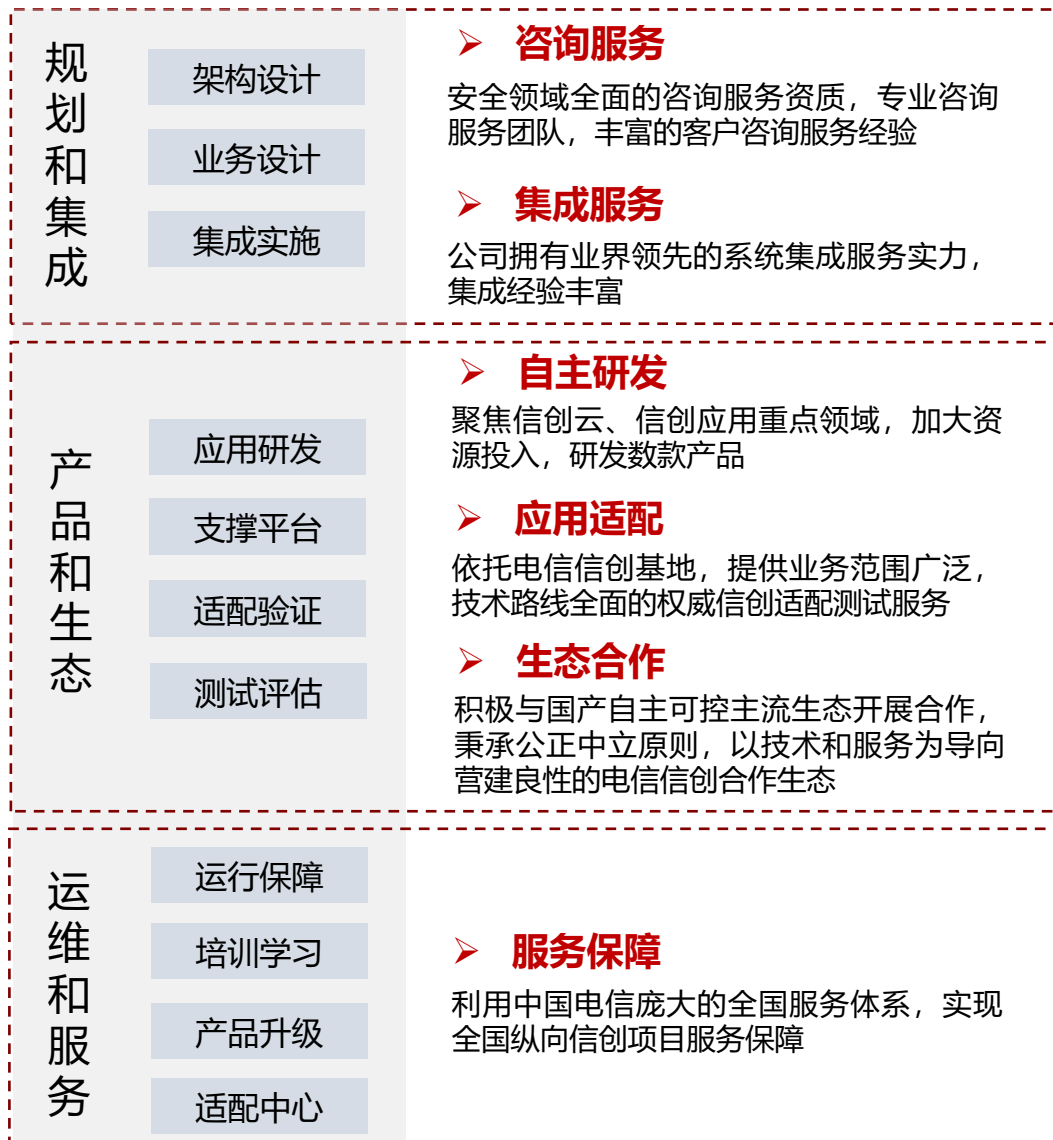 规划和集成
架构设计
业务设计
集成实施
➢ 咨询服务
安全领域全面的咨询服务资质，专业咨询
服务团队，丰富的客户咨询服务经验
➢ 集成服务
公司拥有业界领先的系统集成服务实力，
集成经验丰富
产品和生态
应用研发
支撑平台
适配验证
测试评估
➢ 自主研发
聚焦信创云、信创应用重点领域，加大资
源投入，研发数款产品
➢ 应用适配
依托电信信创基地，提供业务范围广泛，
技术路线全面的权威信创适配测试服务
➢ 生态合作
积极与国产自主可控主流生态开展合作，
秉承公正中立原则，以技术和服务为导向
营建良性的电信信创合作生态
运维和服务
运行保障
培训学习
产品升级
适配中心
➢ 服务保障
利用中国电信庞大的全国服务体系，实现
全国纵向信创项目服务保障